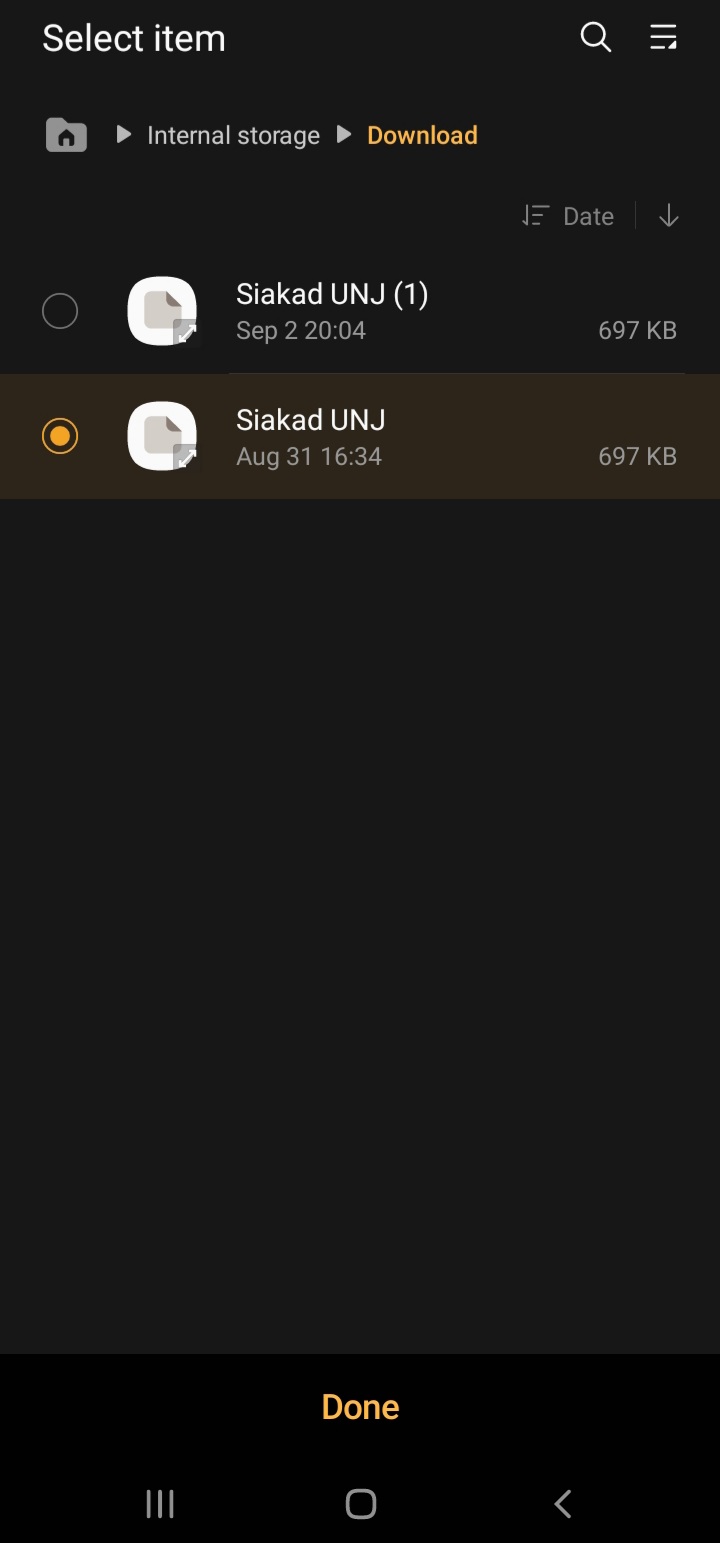 Select item
Internal storage Download
Date
Siakad UNJ (1)
Sep 2 20:04 697 KB
Siakad UNJ
Aug 31 16:34 697 KB
Done